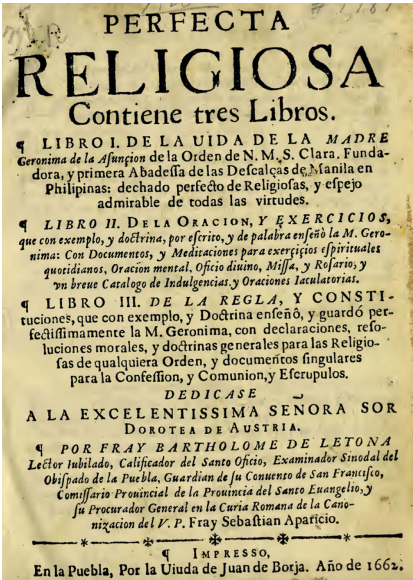 PERFECTA
RELIGIOSA
Contiene tres Libros.
¶ LIBRO I. DE LA UIDA DE LA MADRE
Geronima de la Asunçion de la Orden de N. M. S. Clara. Funda-
dora, y primera Abadessa de las Descalças de Manila en
Philipinas: dechado perfecto de Religiosas, y espejo
admirable de todas las virtudes.
¶ LIBRO II. DE LA ORACION, Y EXERCICIOS,
que con exemplo, y doctrina, por escrito, y de palabra enseñò la M. Gero-
nima: Con Documentos, y Meditaciones para exerçiçios espirituales
quotidianos, Oracion mental, Oficio diuino, Missa, y Rosario, y
vn breue Catalogo de Indulgencias, y Oraciones Iaculatorias.
¶ LIBRO III. DE LA REGLA, Y CONSTI-
tuciones, que con exemplo, y Doctrina enseñô, y guardó per-
fectissimamente la M. Geronima, con declaraciones, reso-
luciones morales, y doctrinas generales para las Religio-
sas de qualquiera Orden, y documentos singulares
para la Confession, y Comunion, y Escrupulos.
DEDICASE
A LA EXCELENTISSIMA SENORA SOR
DOROTEA DE AUSTRIA.
¶ POR FRAY BARTHOLOME DE LETONA
Lector Iubilado, Calificador del Santo Oficio, Examinador Sinodal del
Obispado de la Puebla, Guardian de su Conuento de San Francisco,
Comissario Prouincial de la Prouincia del Santo Euangelio, y
su Procurador General en la Curia Romana de la Cano-
nizacion del V. P. Fray Sebastian Aparicio.
¶ IMPRESSO,
En la Puebla, Por la Uiuda de Juan de Borja. Año de 1662.